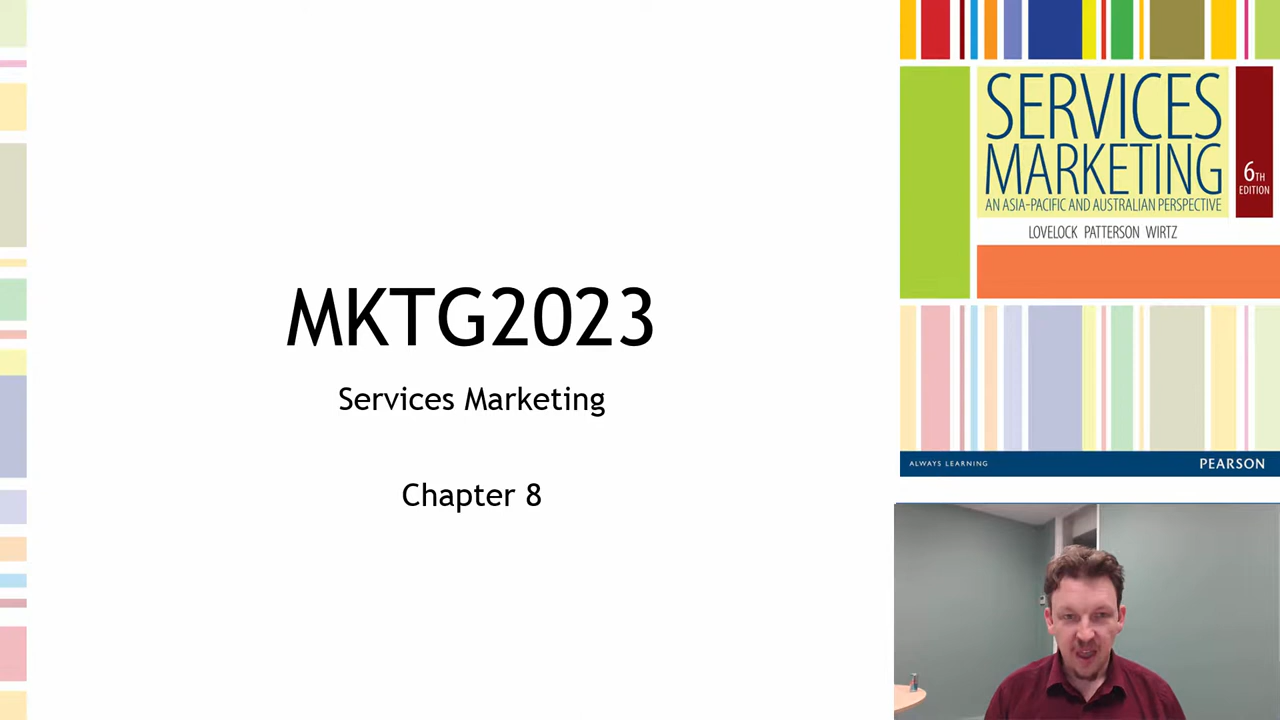 MKTG2023
Services Marketing
Chapter 8
SERVICES
MARKETING
AN ASIA-PACIFIC AND AUSTRALIAN PERSPECTIVE
6TH
EDITION
LOVELOCK PATTERSON WIRTZ
ALWAYS LEARNING
PEARSON